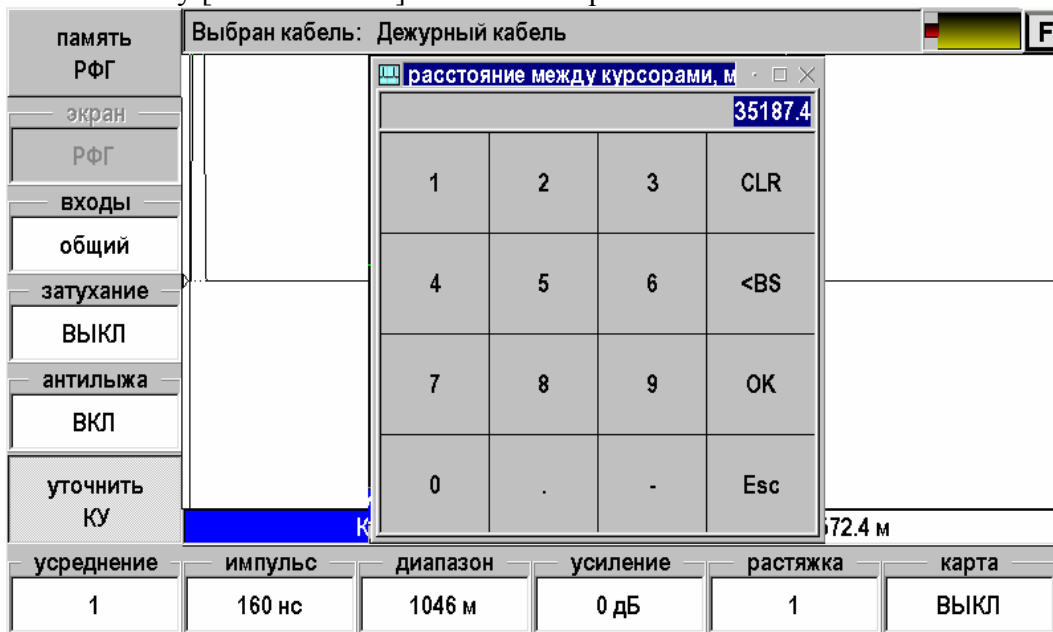 память
РФГ
Выбран кабель: Дежурный кабель
F
экран
РФГ
входы
общий
затухание
ВЫКЛ
антилыжа
ВКЛ
уточнить
КУ
расстояние между курсорами, м
35187.4
1 2 3 CLR
4 5 6 <BS
7 8 9 OK
0 . - Esc
572.4 м
усреднение импульс диапазон усиление растяжка карта
1 160 нс 1046 м 0 дБ 1 ВЫКЛ